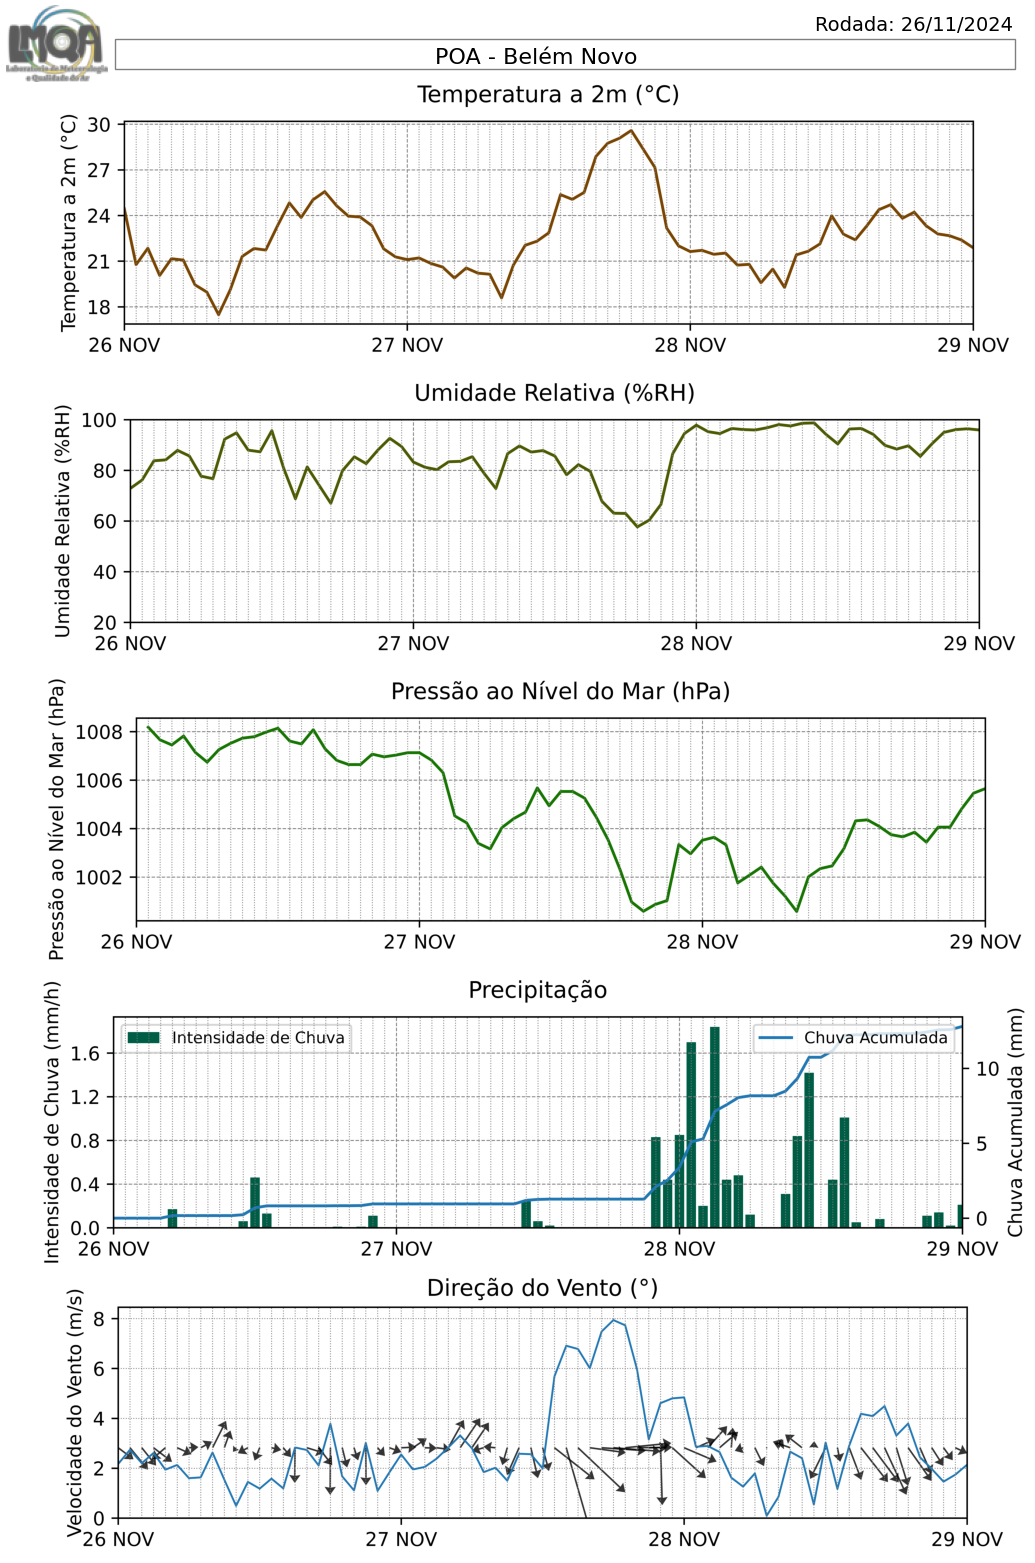 LMQA
Laboratório de Meteorologia
e Qualidade do Ar
Rodada: 26/11/2024
POA - Belém Novo
Temperatura a 2m (°C)
Temperatura a 2m (°C)
30
27
24
21
18
26 NOV 27 NOV 28 NOV 29 NOV
Umidade Relativa (%RH)
Umidade Relativa (%RH)
100
80
60
40
20
26 NOV 27 NOV 28 NOV 29 NOV
Pressão ao Nível do Mar (hPa)
Pressão ao Nível do Mar (hPa)
1008
1006
1004
1002
26 NOV 27 NOV 28 NOV 29 NOV
Precipitação
Intensidade de Chuva (mm/h)
Intensidade de Chuva
Chuva Acumulada
Chuva Acumulada (mm)
1.6
1.2
0.8
0.4
0.0
10
5
0
26 NOV 27 NOV 28 NOV 29 NOV
Direção do Vento (°)
Velocidade do Vento (m/s)
8
6
4
2
0
26 NOV 27 NOV 28 NOV 29 NOV